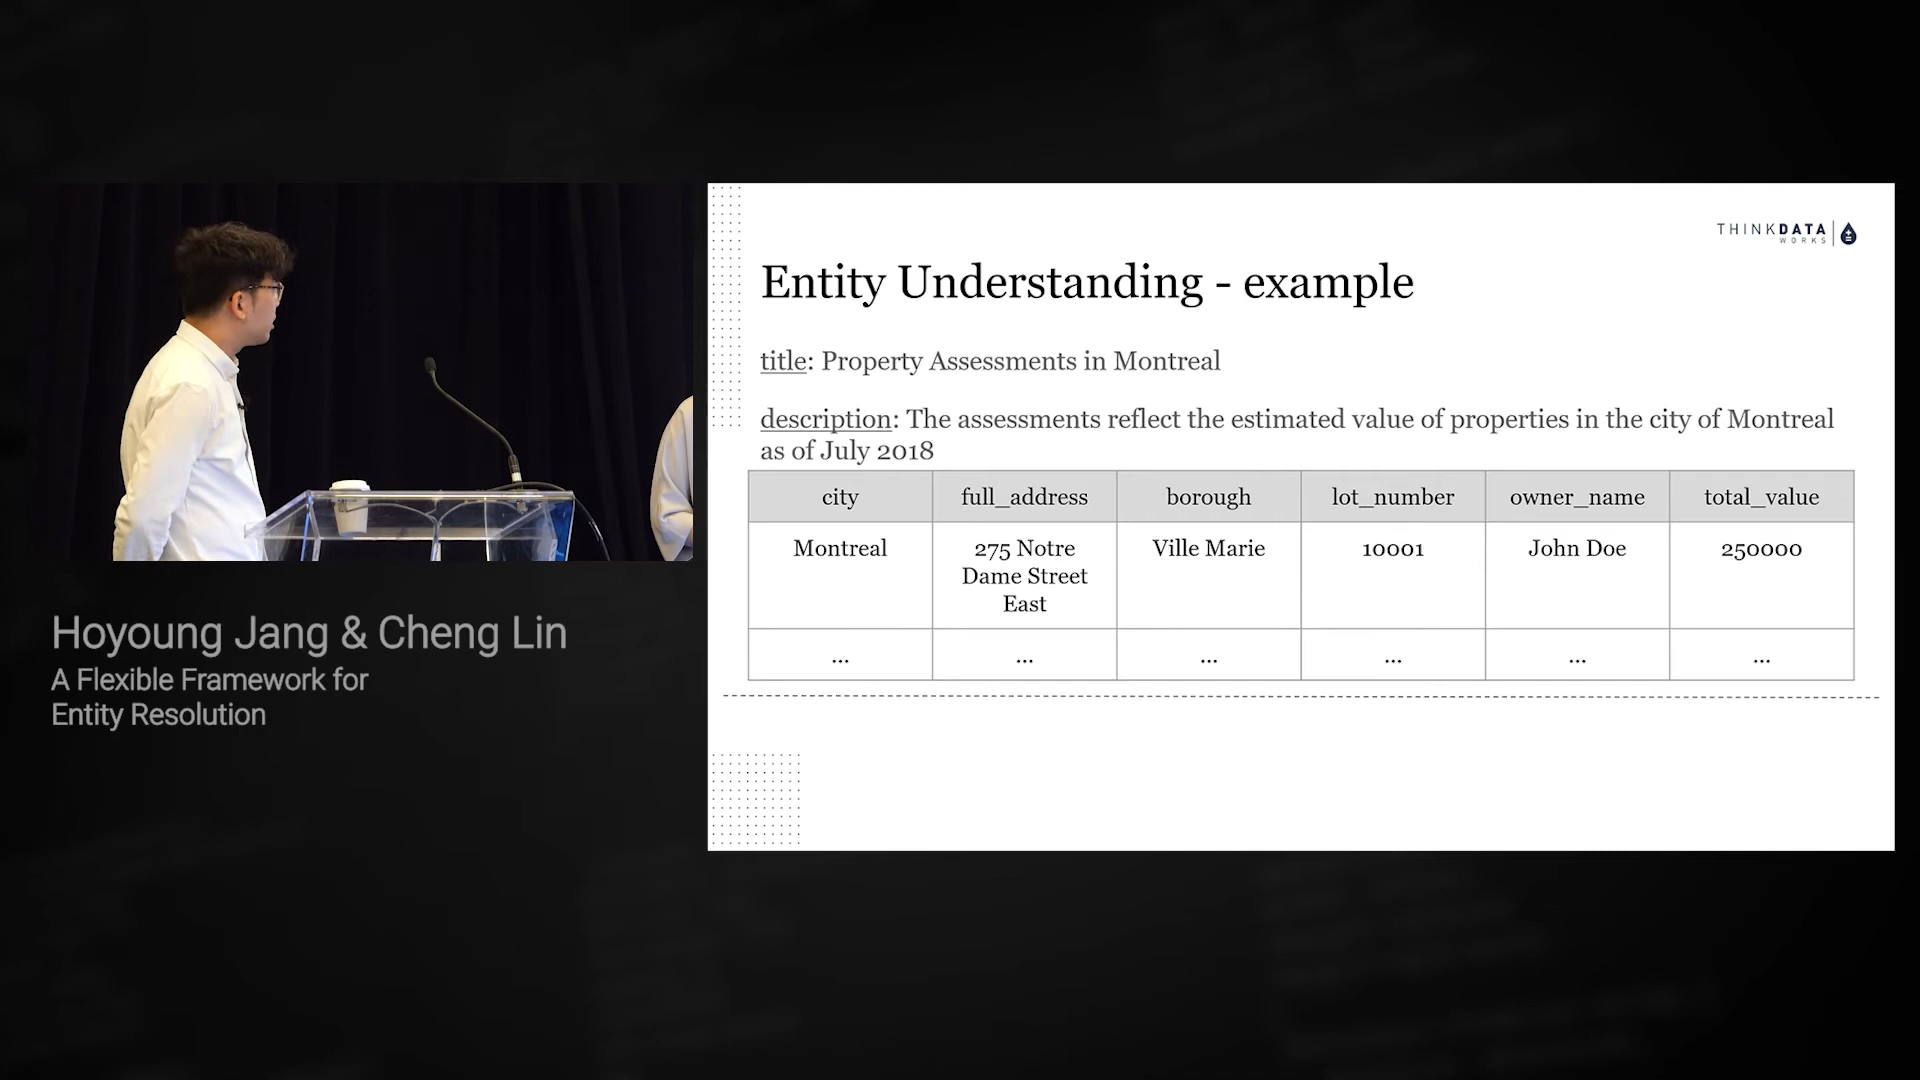 THINKDATA
WORKS
Entity Understanding - example
title: Property Assessments in Montreal
description: The assessments reflect the estimated value of properties in the city of Montreal
as of July 2018
city full_address borough lot_number owner_name total_value
Montreal 275 Notre Ville Marie 10001 John Doe 250000
Dame Street
East
... ... ... ... ... ...
Hoyoung Jang & Cheng Lin
A Flexible Framework for
Entity Resolution